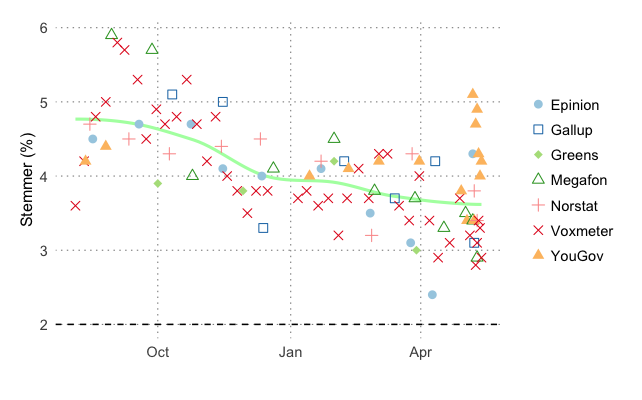 6
5
4
3
2
Stemmer (%)
Oct
Jan
Apr
Epinion
Gallup
Greens
Megafon
Norstat
Voxmeter
YouGov